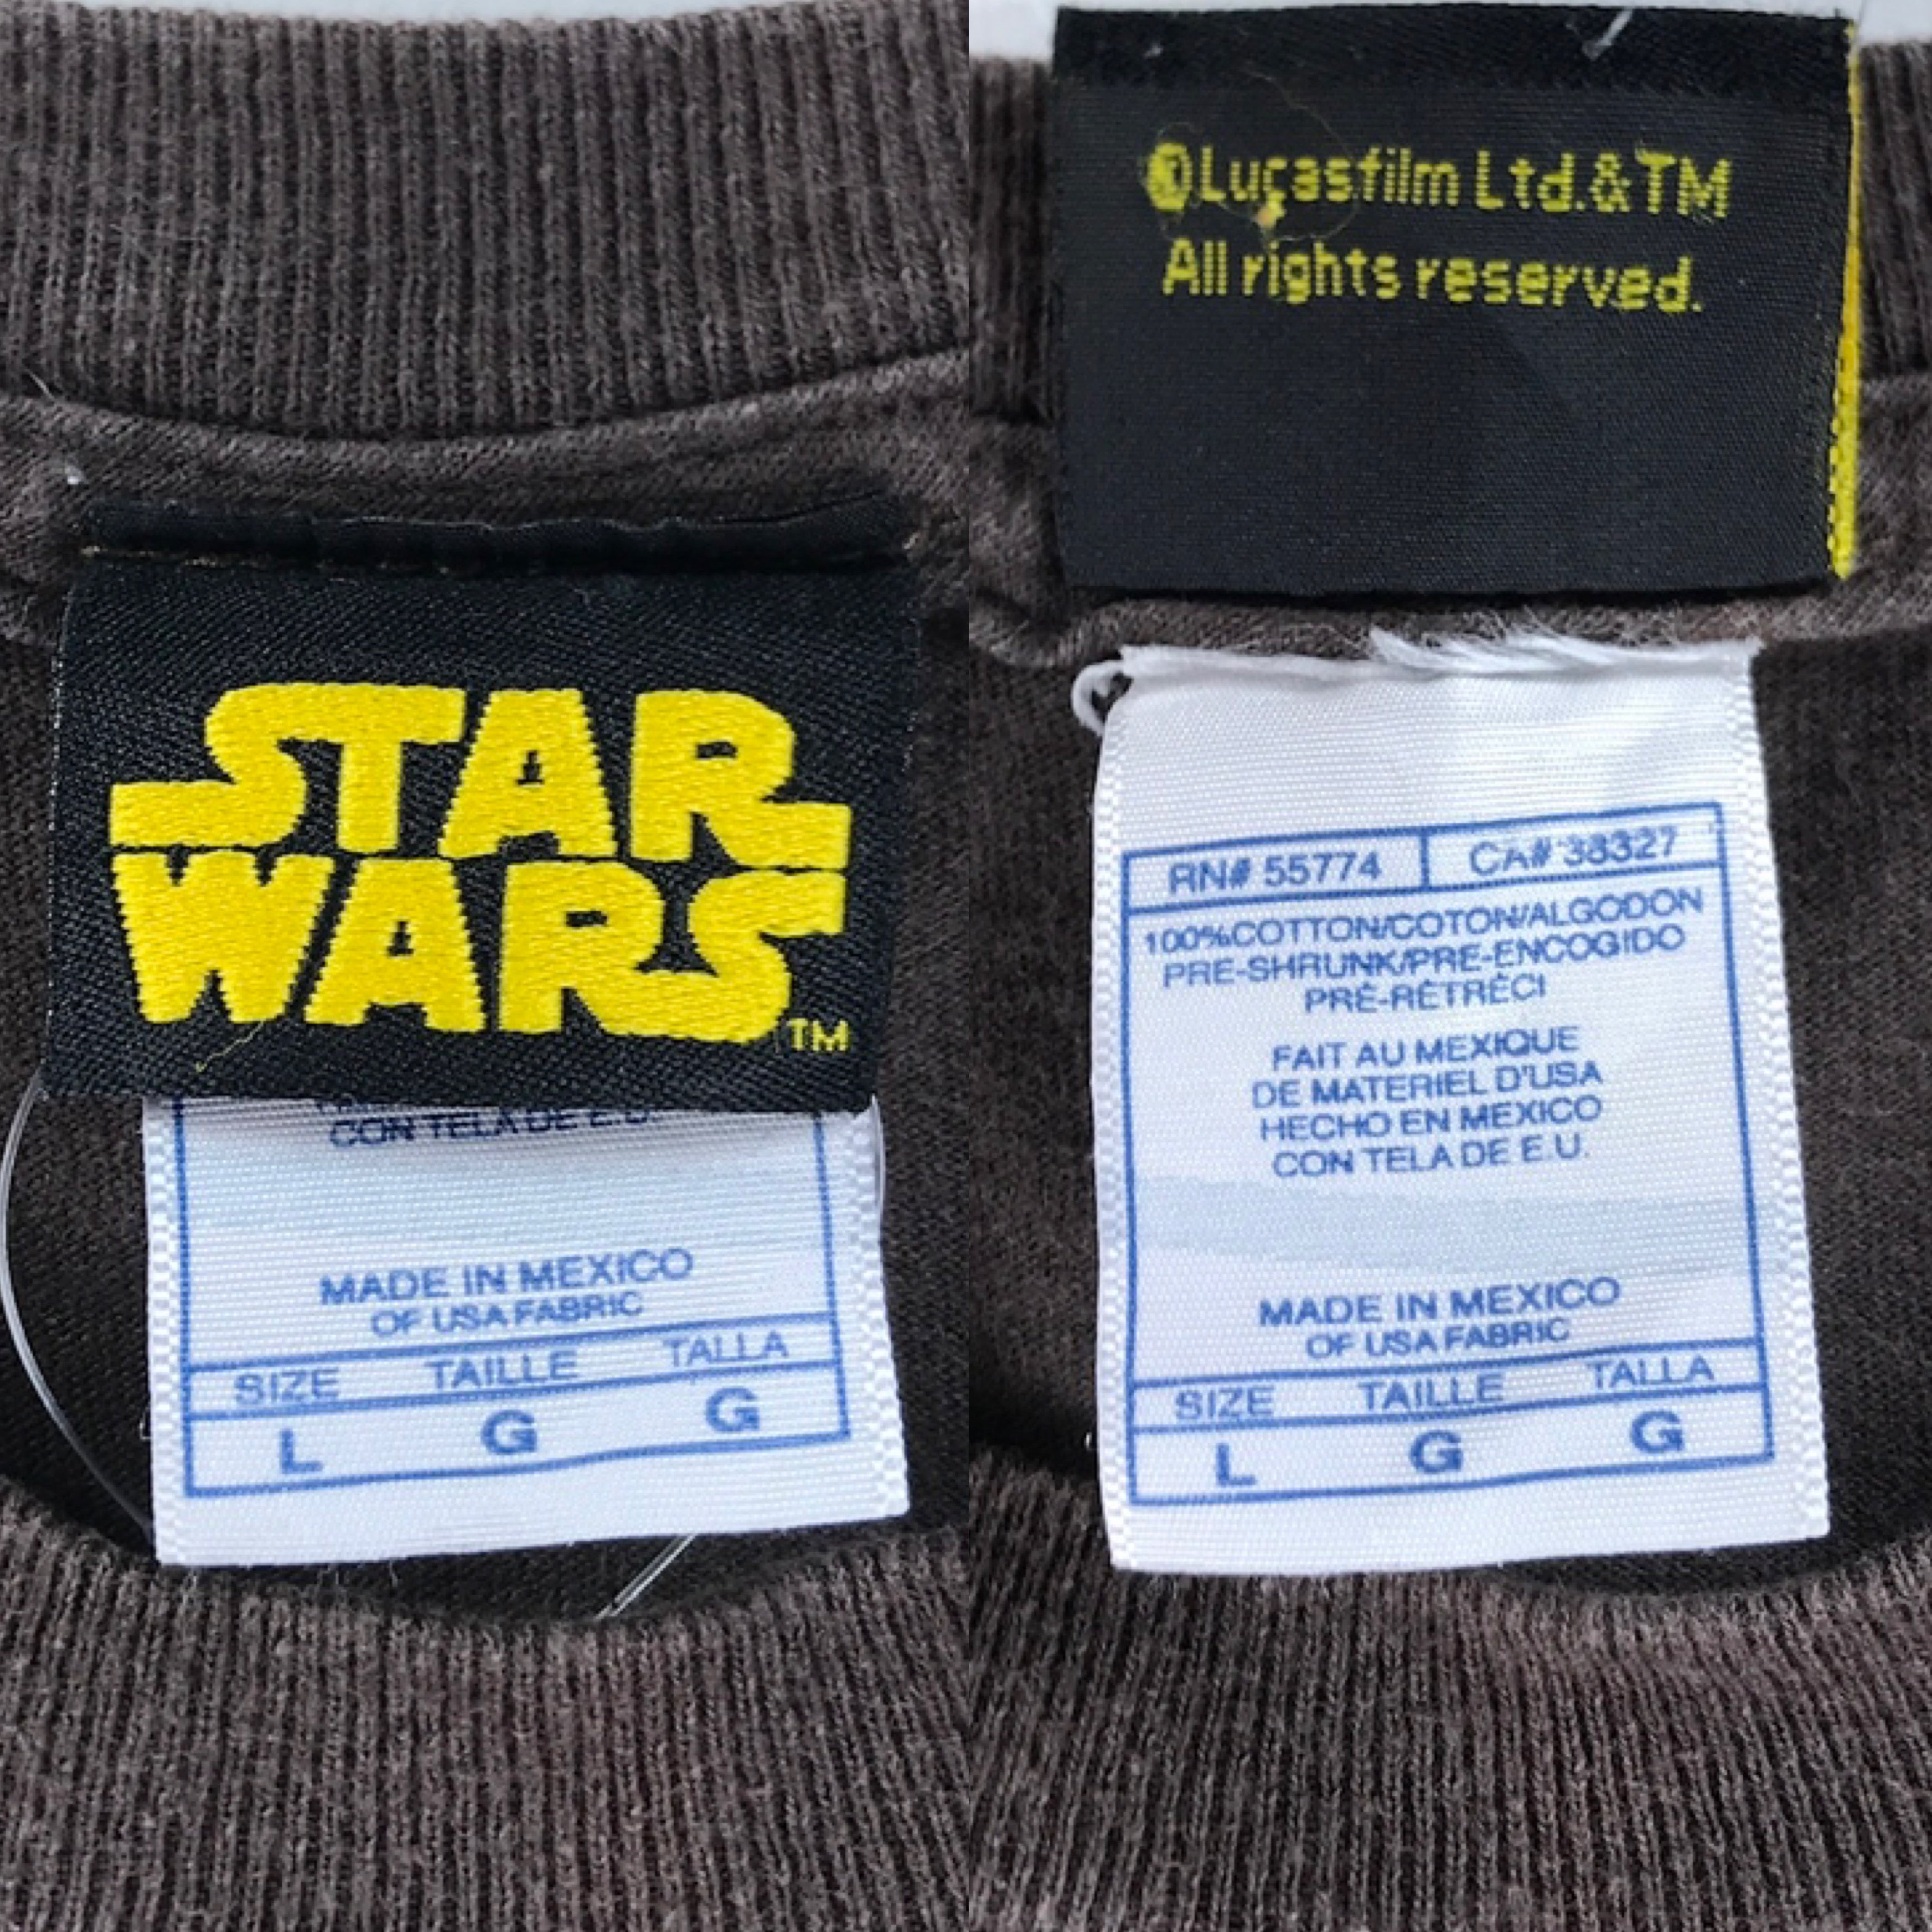 STAR
WARS
TM
CON TELA DE E.U.
MADE IN MEXICO
OF USA FABRIC
SIZE TAILLE TALLA
L G G
©Lucasfilm Ltd.&TM
All rights reserved.
RN# 55774 CA# 38327
100%COTTON/COTON/ALGODON
PRE-SHRUNK/PRE-ENCOGIDO
PRÉ-RÉTRÉCI
FAIT AU MEXIQUE
DE MATERIEL D'USA
HECHO EN MEXICO
CON TELA DE E.U.
MADE IN MEXICO
OF USA FABRIC
SIZE TAILLE TALLA
L G G